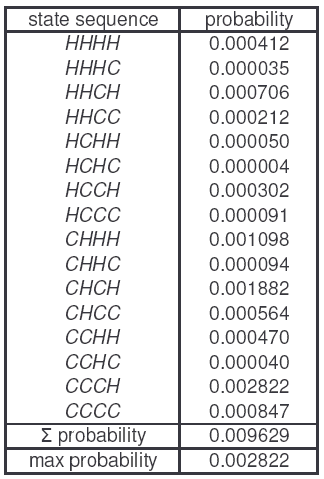 state sequence probability
HHHH 0.000412
HHHC 0.000035
HHCH 0.000706
HHCC 0.000212
HCHH 0.000050
HCHC 0.000004
HCCH 0.000302
HCCC 0.000091
CHHH 0.001098
CHHC 0.000094
CHCH 0.001882
CHCC 0.000564
CCHH 0.000470
CCHC 0.000040
CCCH 0.002822
CCCC 0.000847
Σ probability 0.009629
max probability 0.002822